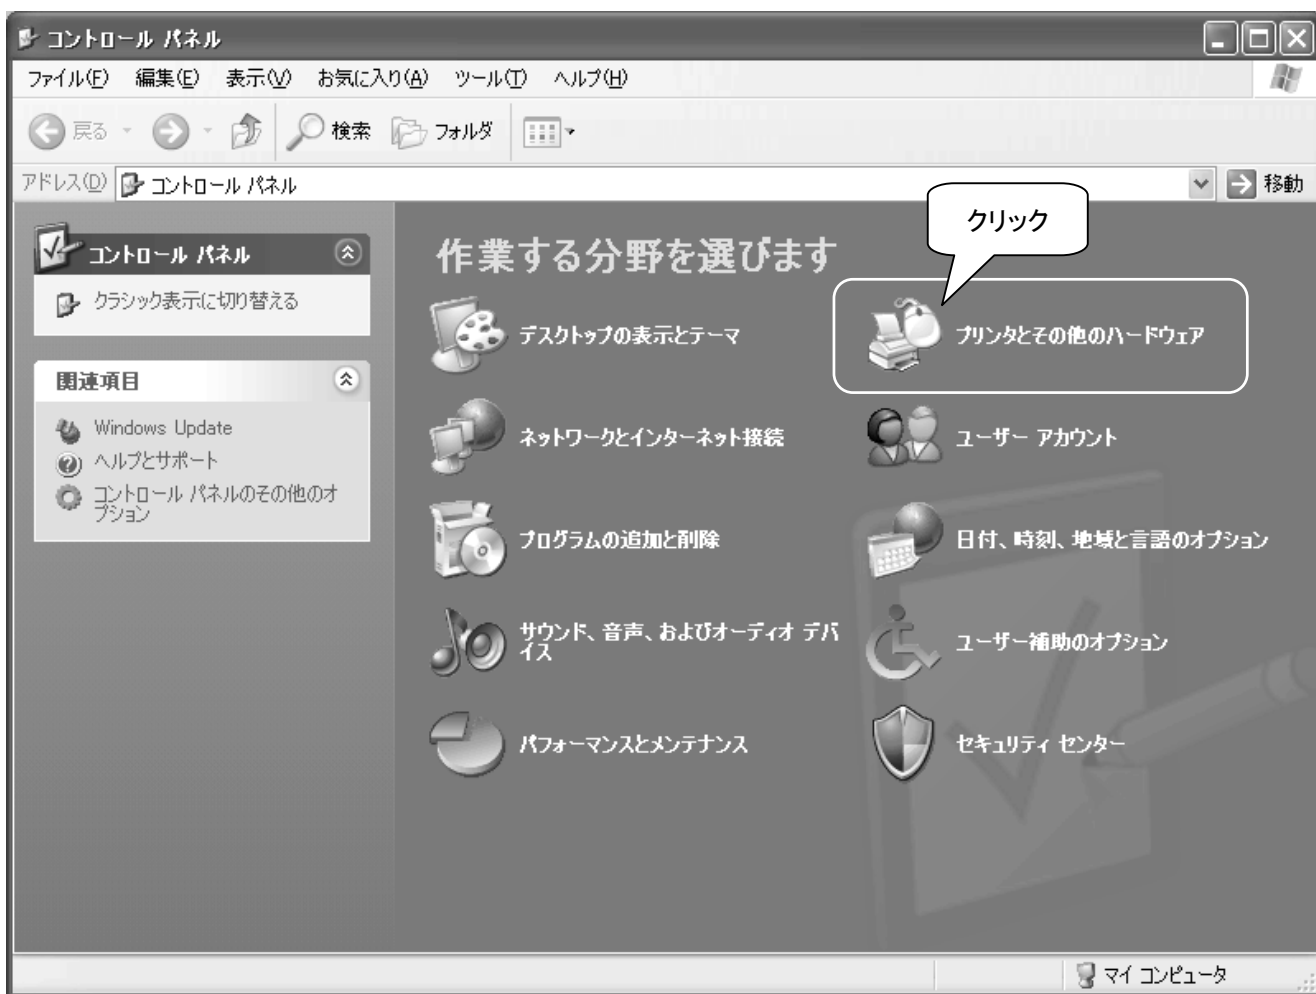 コントロール パネル
ファイル(F) 編集(E) 表示(V) お気に入り(A) ツール(T) ヘルプ(H)
戻る 検索 フォルダ
アドレス(D) コントロール パネル 移動
クリック
コントロール パネル
クラシック表示に切り替える
関連項目
Windows Update
ヘルプとサポート
コントロール パネルのその他のオ
プション
作業する分野を選びます
デスクトップの表示とテーマ
プリンタとその他のハードウェア
ネットワークとインターネット接続
ユーザー アカウント
プログラムの追加と削除
日付、時刻、地域と言語のオプション
サウンド、音声、およびオーディオ デバ
イス
ユーザー補助のオプション
パフォーマンスとメンテナンス
セキュリティ センター
マイ コンピュータ